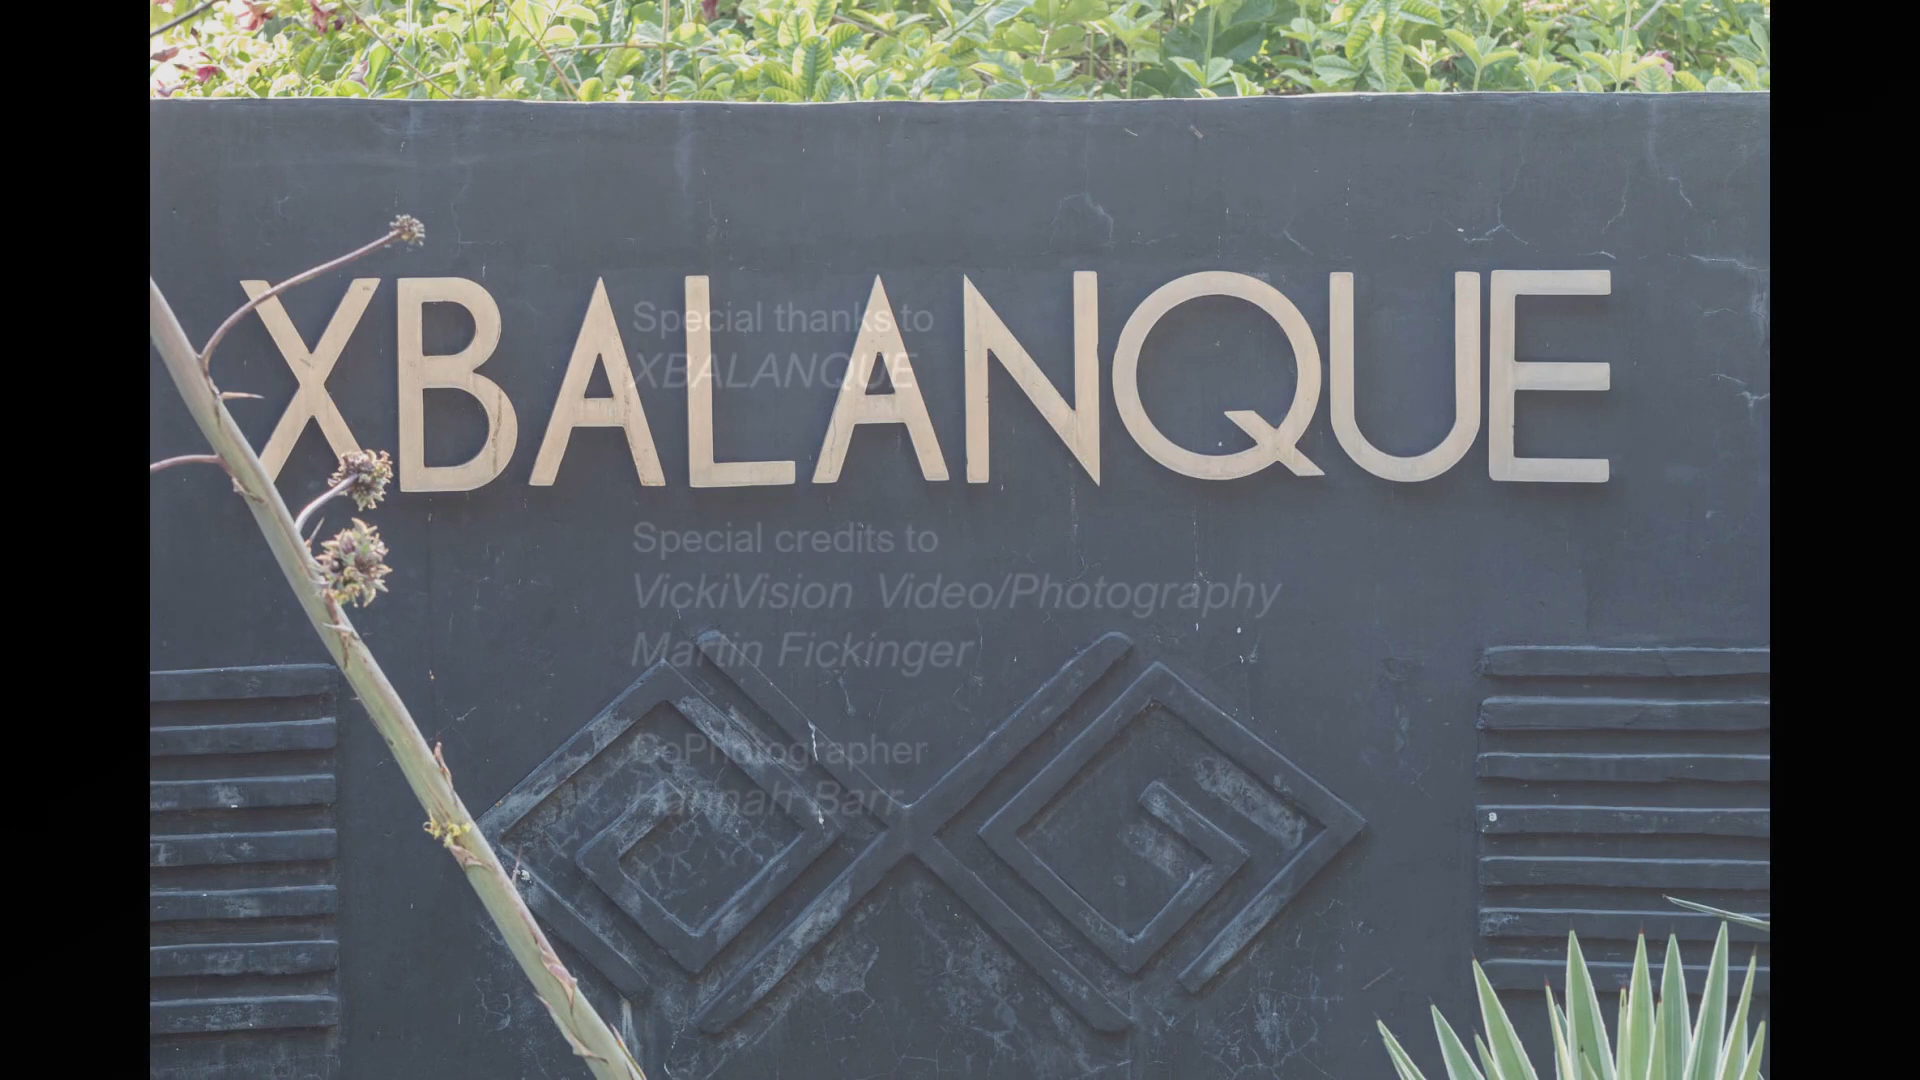 XBALANQUE
Special thanks to
XBALANQUE
Special credits to
VickiVision Video/Photography
Martin Fickinger
CoPhotographer
Hannah Barr